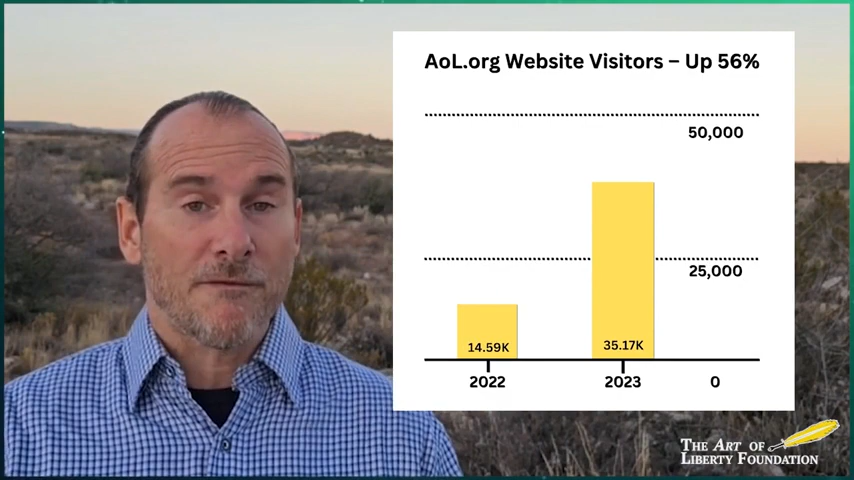 AoL.org Website Visitors – Up 56%
50,000
25,000
14.59K
35.17K
2022
2023
0
THE ART OF
LIBERTY FOUNDATION